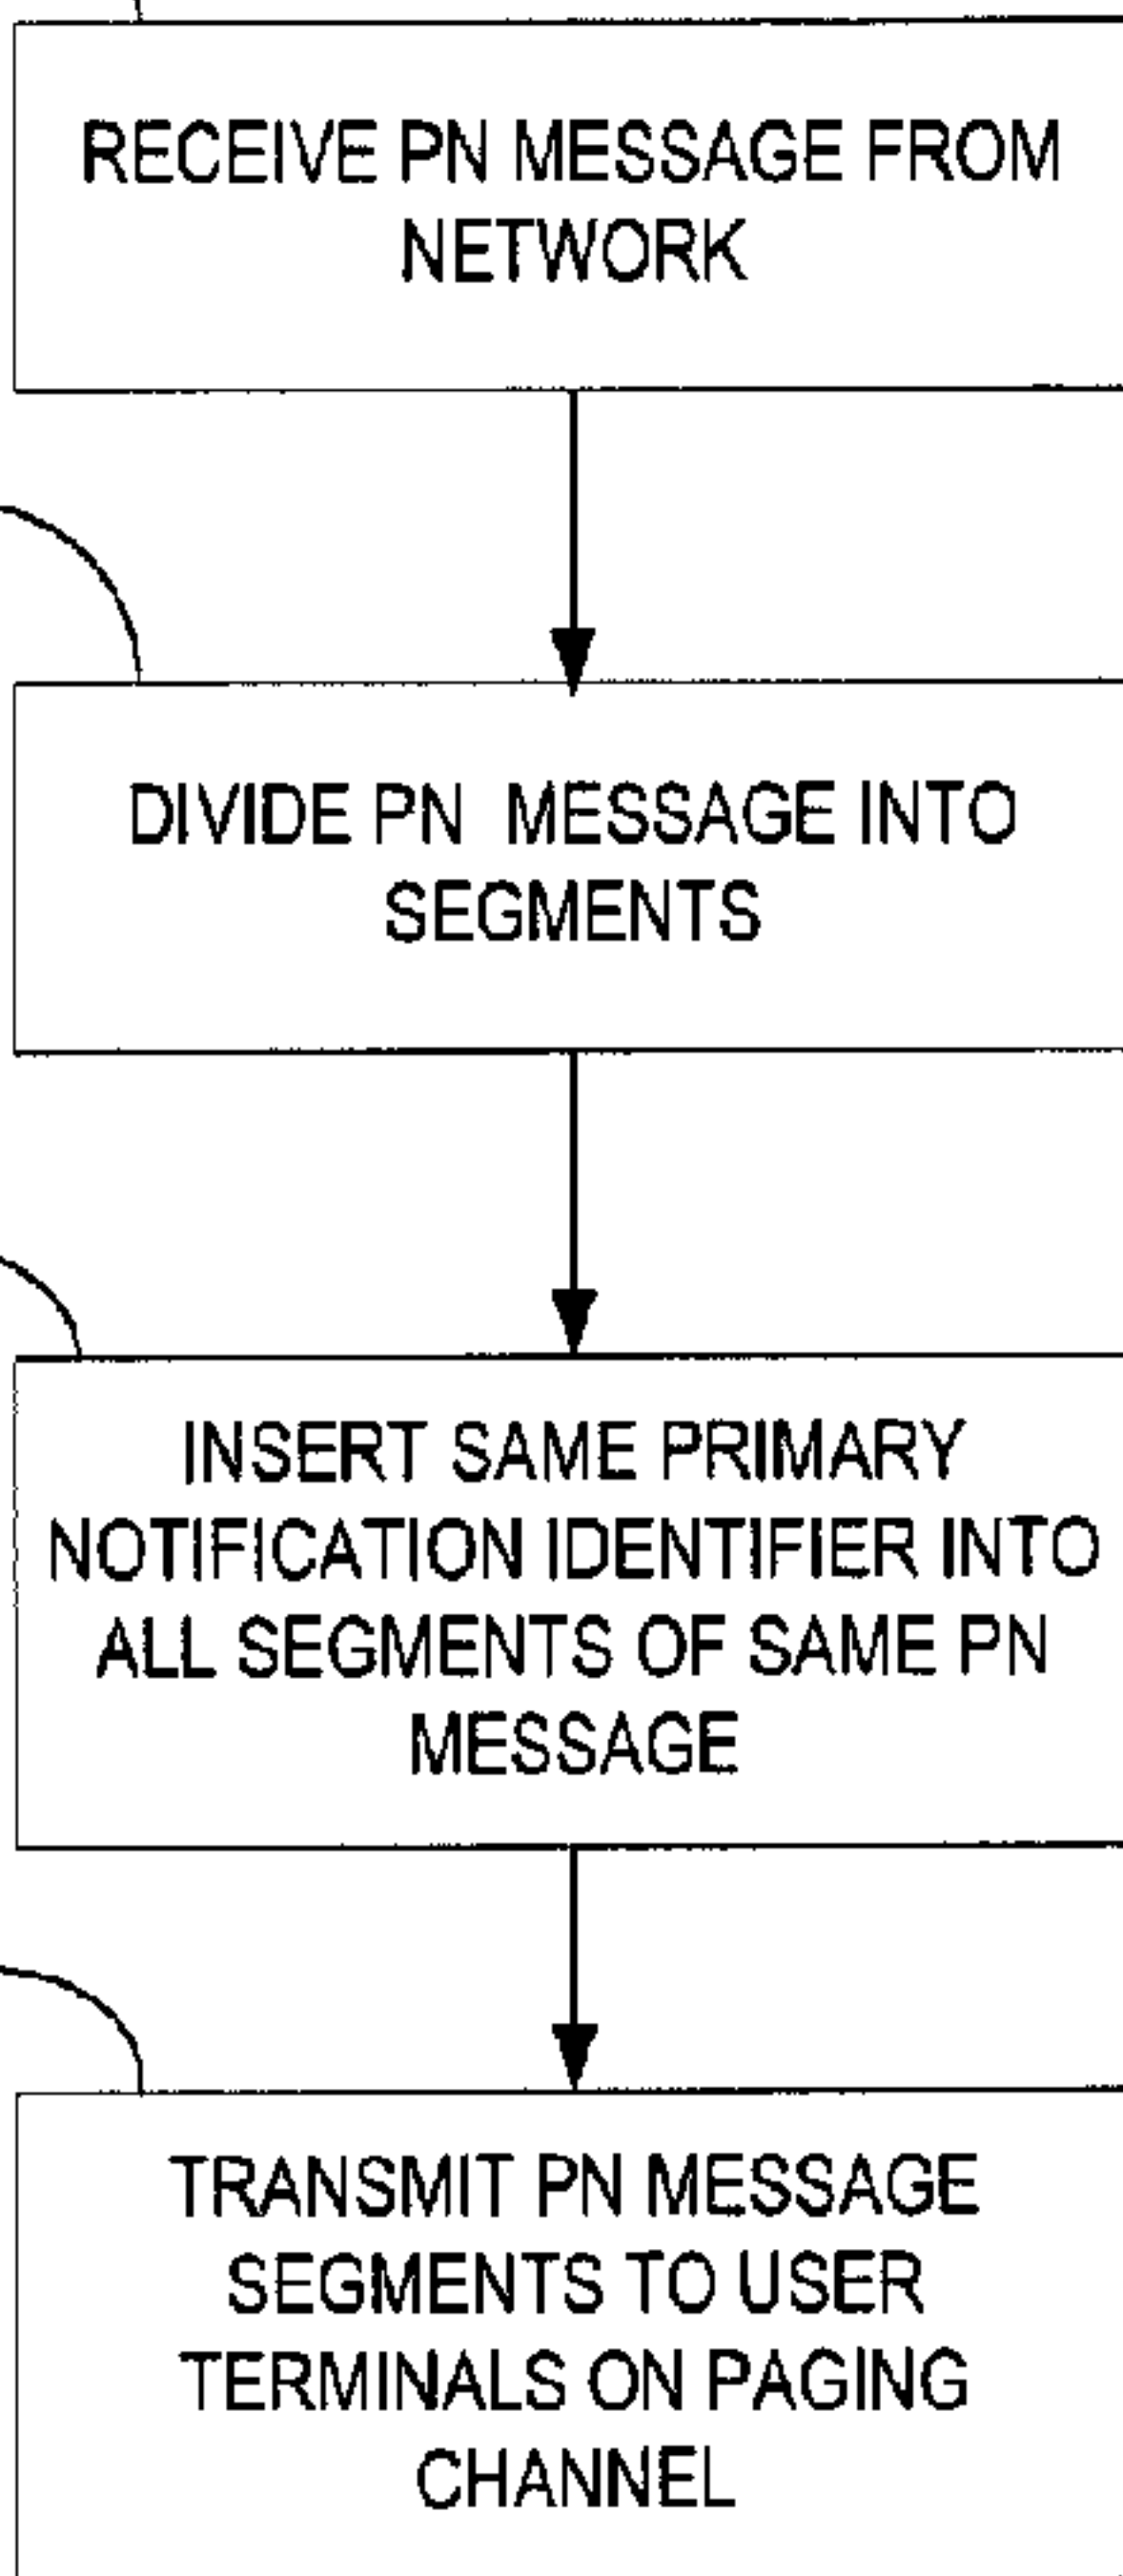 RECEIVE PN MESSAGE FROM
NETWORK
DIVIDE PN MESSAGE INTO
SEGMENTS
INSERT SAME PRIMARY
NOTIFICATION IDENTIFIER INTO
ALL SEGMENTS OF SAME PN
MESSAGE
TRANSMIT PN MESSAGE
SEGMENTS TO USER
TERMINALS ON PAGING
CHANNEL